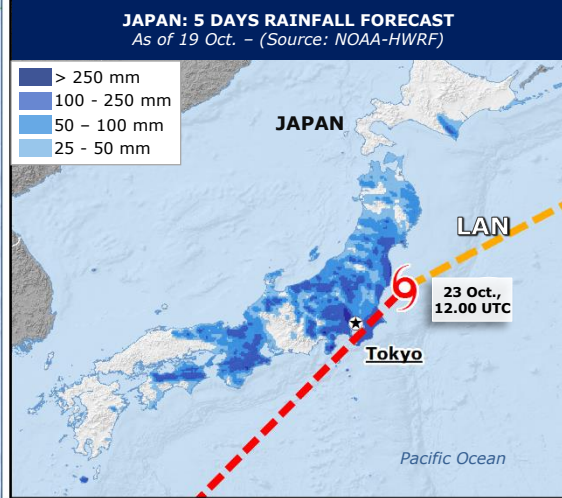 JAPAN: 5 DAYS RAINFALL FORECAST
As of 19 Oct. – (Source: NOAA-HWRF)
> 250 mm
100 - 250 mm
50 – 100 mm
25 - 50 mm
JAPAN
LAN
23 Oct.,
12.00 UTC
Tokyo
Pacific Ocean